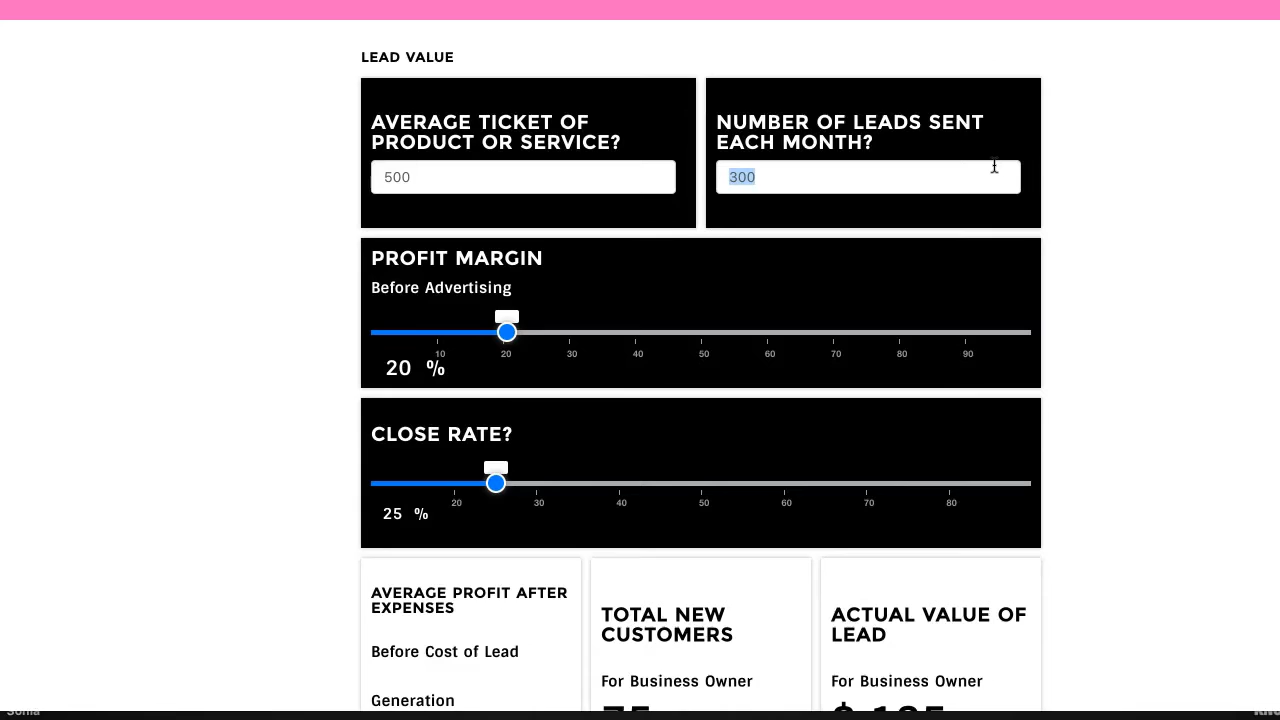 LEAD VALUE
AVERAGE TICKET OF
PRODUCT OR SERVICE?
500
NUMBER OF LEADS SENT
EACH MONTH?
300
PROFIT MARGIN
Before Advertising
10 20 30 40 50 60 70 80 90
20 %
CLOSE RATE?
20 30 40 50 60 70 80
25 %
AVERAGE PROFIT AFTER
EXPENSES
Before Cost of Lead
Generation
TOTAL NEW
CUSTOMERS
For Business Owner
75
ACTUAL VALUE OF
LEAD
For Business Owner